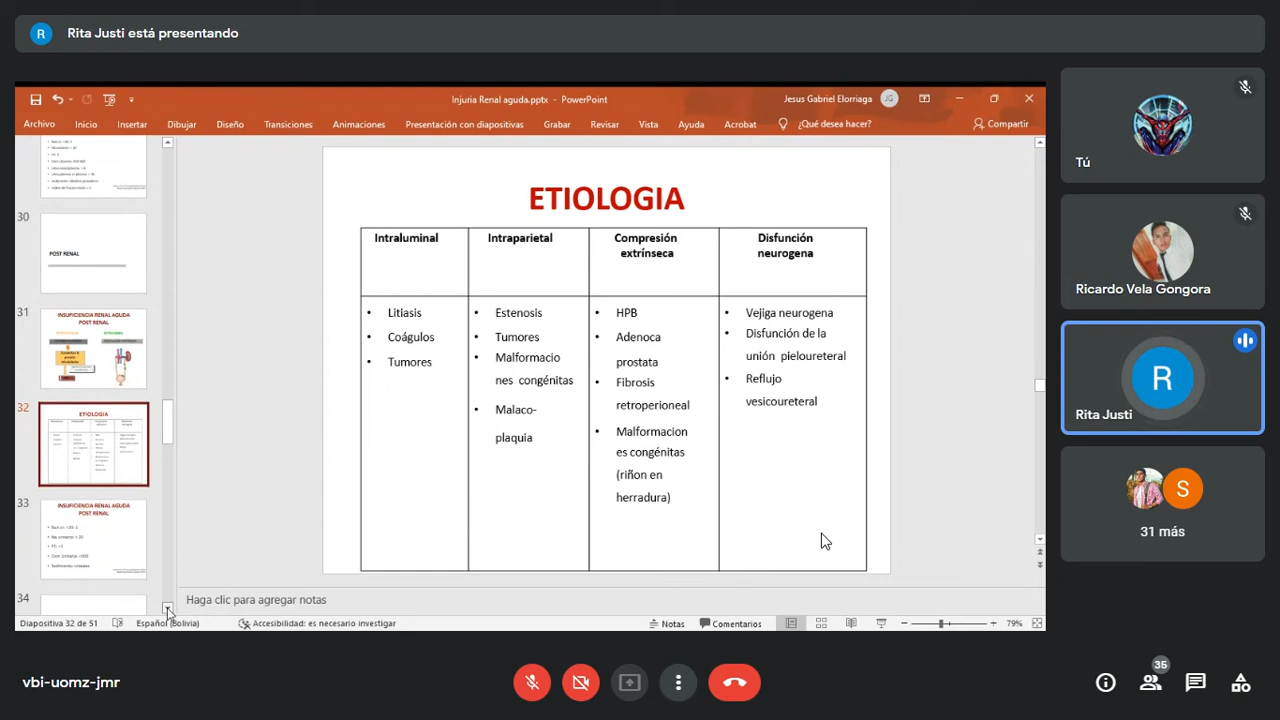 R Rita Justi está presentando
Injuria Renal aguda.pptx - PowerPoint
Jesus Gabriel Elorriaga JG
Archivo Inicio Insertar Dibujar Diseño Transiciones Animaciones Presentación con diapositivas Grabar Revisar Vista Ayuda Acrobat ¿Qué desea hacer? Compartir
30
POST RENAL
31
INSUFICIENCIA RENAL AGUDA
POST RENAL
32
ETIOLOGIA
33
INSUFICIENCIA RENAL AGUDA
POST RENAL
34
ETIOLOGIA
Intraluminal
• Litiasis
• Coágulos
• Tumores
Intraparietal
• Estenosis
• Tumores
• Malformacio
nes congénitas
• Malaco-
plaquia
Compresión
extrínseca
• HPB
• Adenoca
prostata
• Fibrosis
retroperioneal
• Malformacion
es congénitas
(riñon en
herradura)
Disfunción
neurogena
• Vejiga neurogena
• Disfunción de la
unión pieloureteral
• Reflujo
vesicoureteral
Haga clic para agregar notas
Diapositiva 32 de 51 Español (Bolivia) Accesibilidad: es necesario investigar Notas Comentarios 79%
Tú
Ricardo Vela Gongora
R
Rita Justi
S
31 más
vbi-uomz-jmr
35